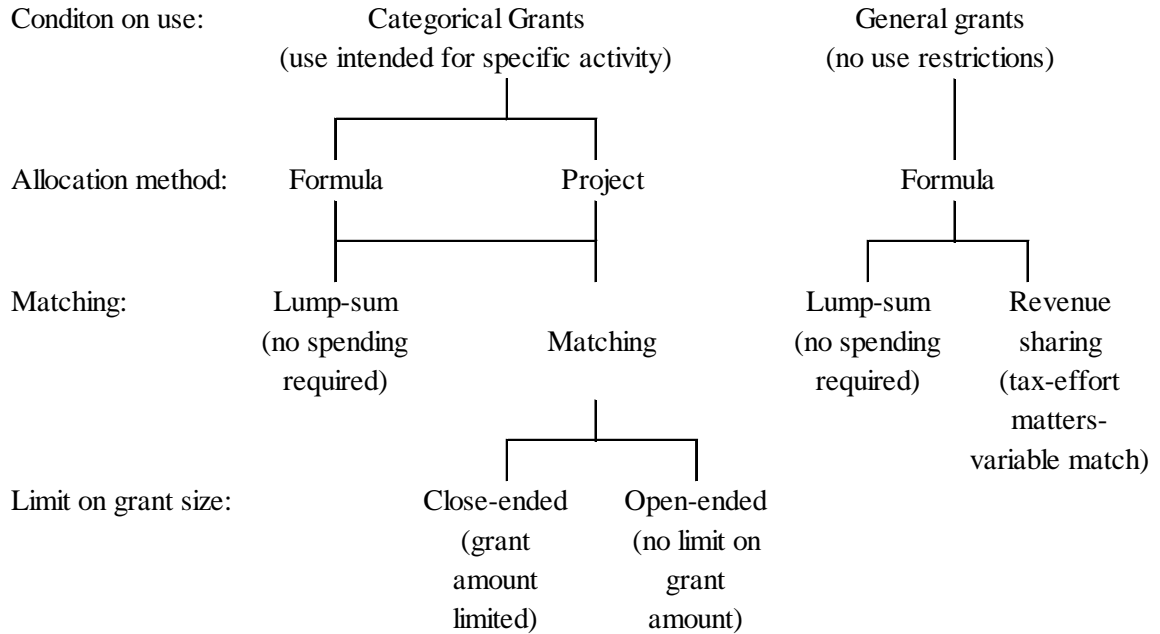 Conditon on use: Categorical Grants General grants
(use intended for specific activity) (no use restrictions)
Allocation method: Formula Project Formula
Matching: Lump-sum Lump-sum Revenue
(no spending Matching (no spending sharing
required) required) (tax-effort
matters-
variable match)
Limit on grant size: Close-ended Open-ended
(grant (no limit on
amount grant
limited) amount)